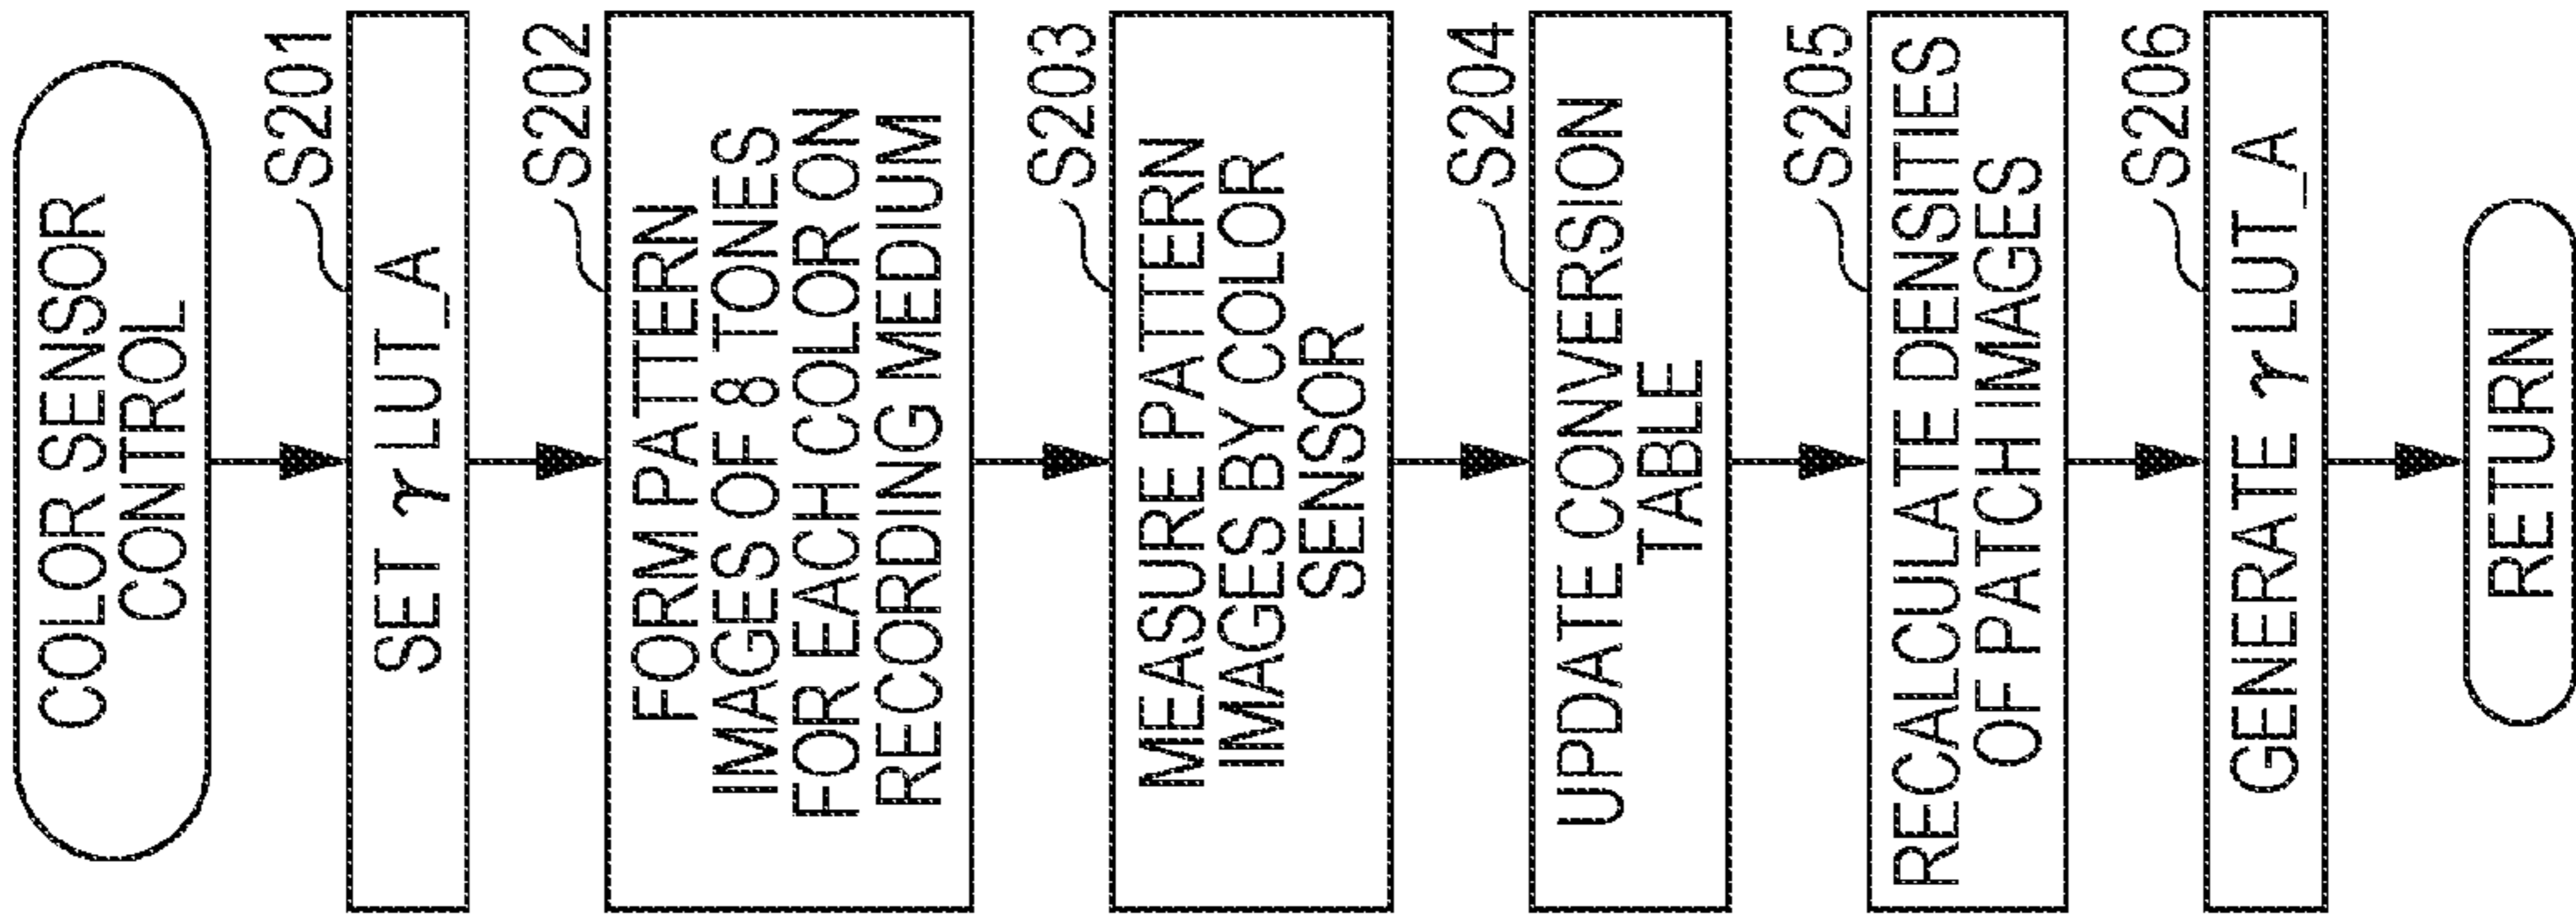 COLOR SENSOR
CONTROL
S201
SET γLUT_A
S202
FORM PATTERN
IMAGES OF 8 TONES
FOR EACH COLOR ON
RECORDING MEDIUM
S203
MEASURE PATTERN
IMAGES BY COLOR
SENSOR
S204
UPDATE CONVERSION
TABLE
S205
RECALCULATE DENSITIES
OF PATCH IMAGES
S206
GENERATE γLUT_A
RETURN